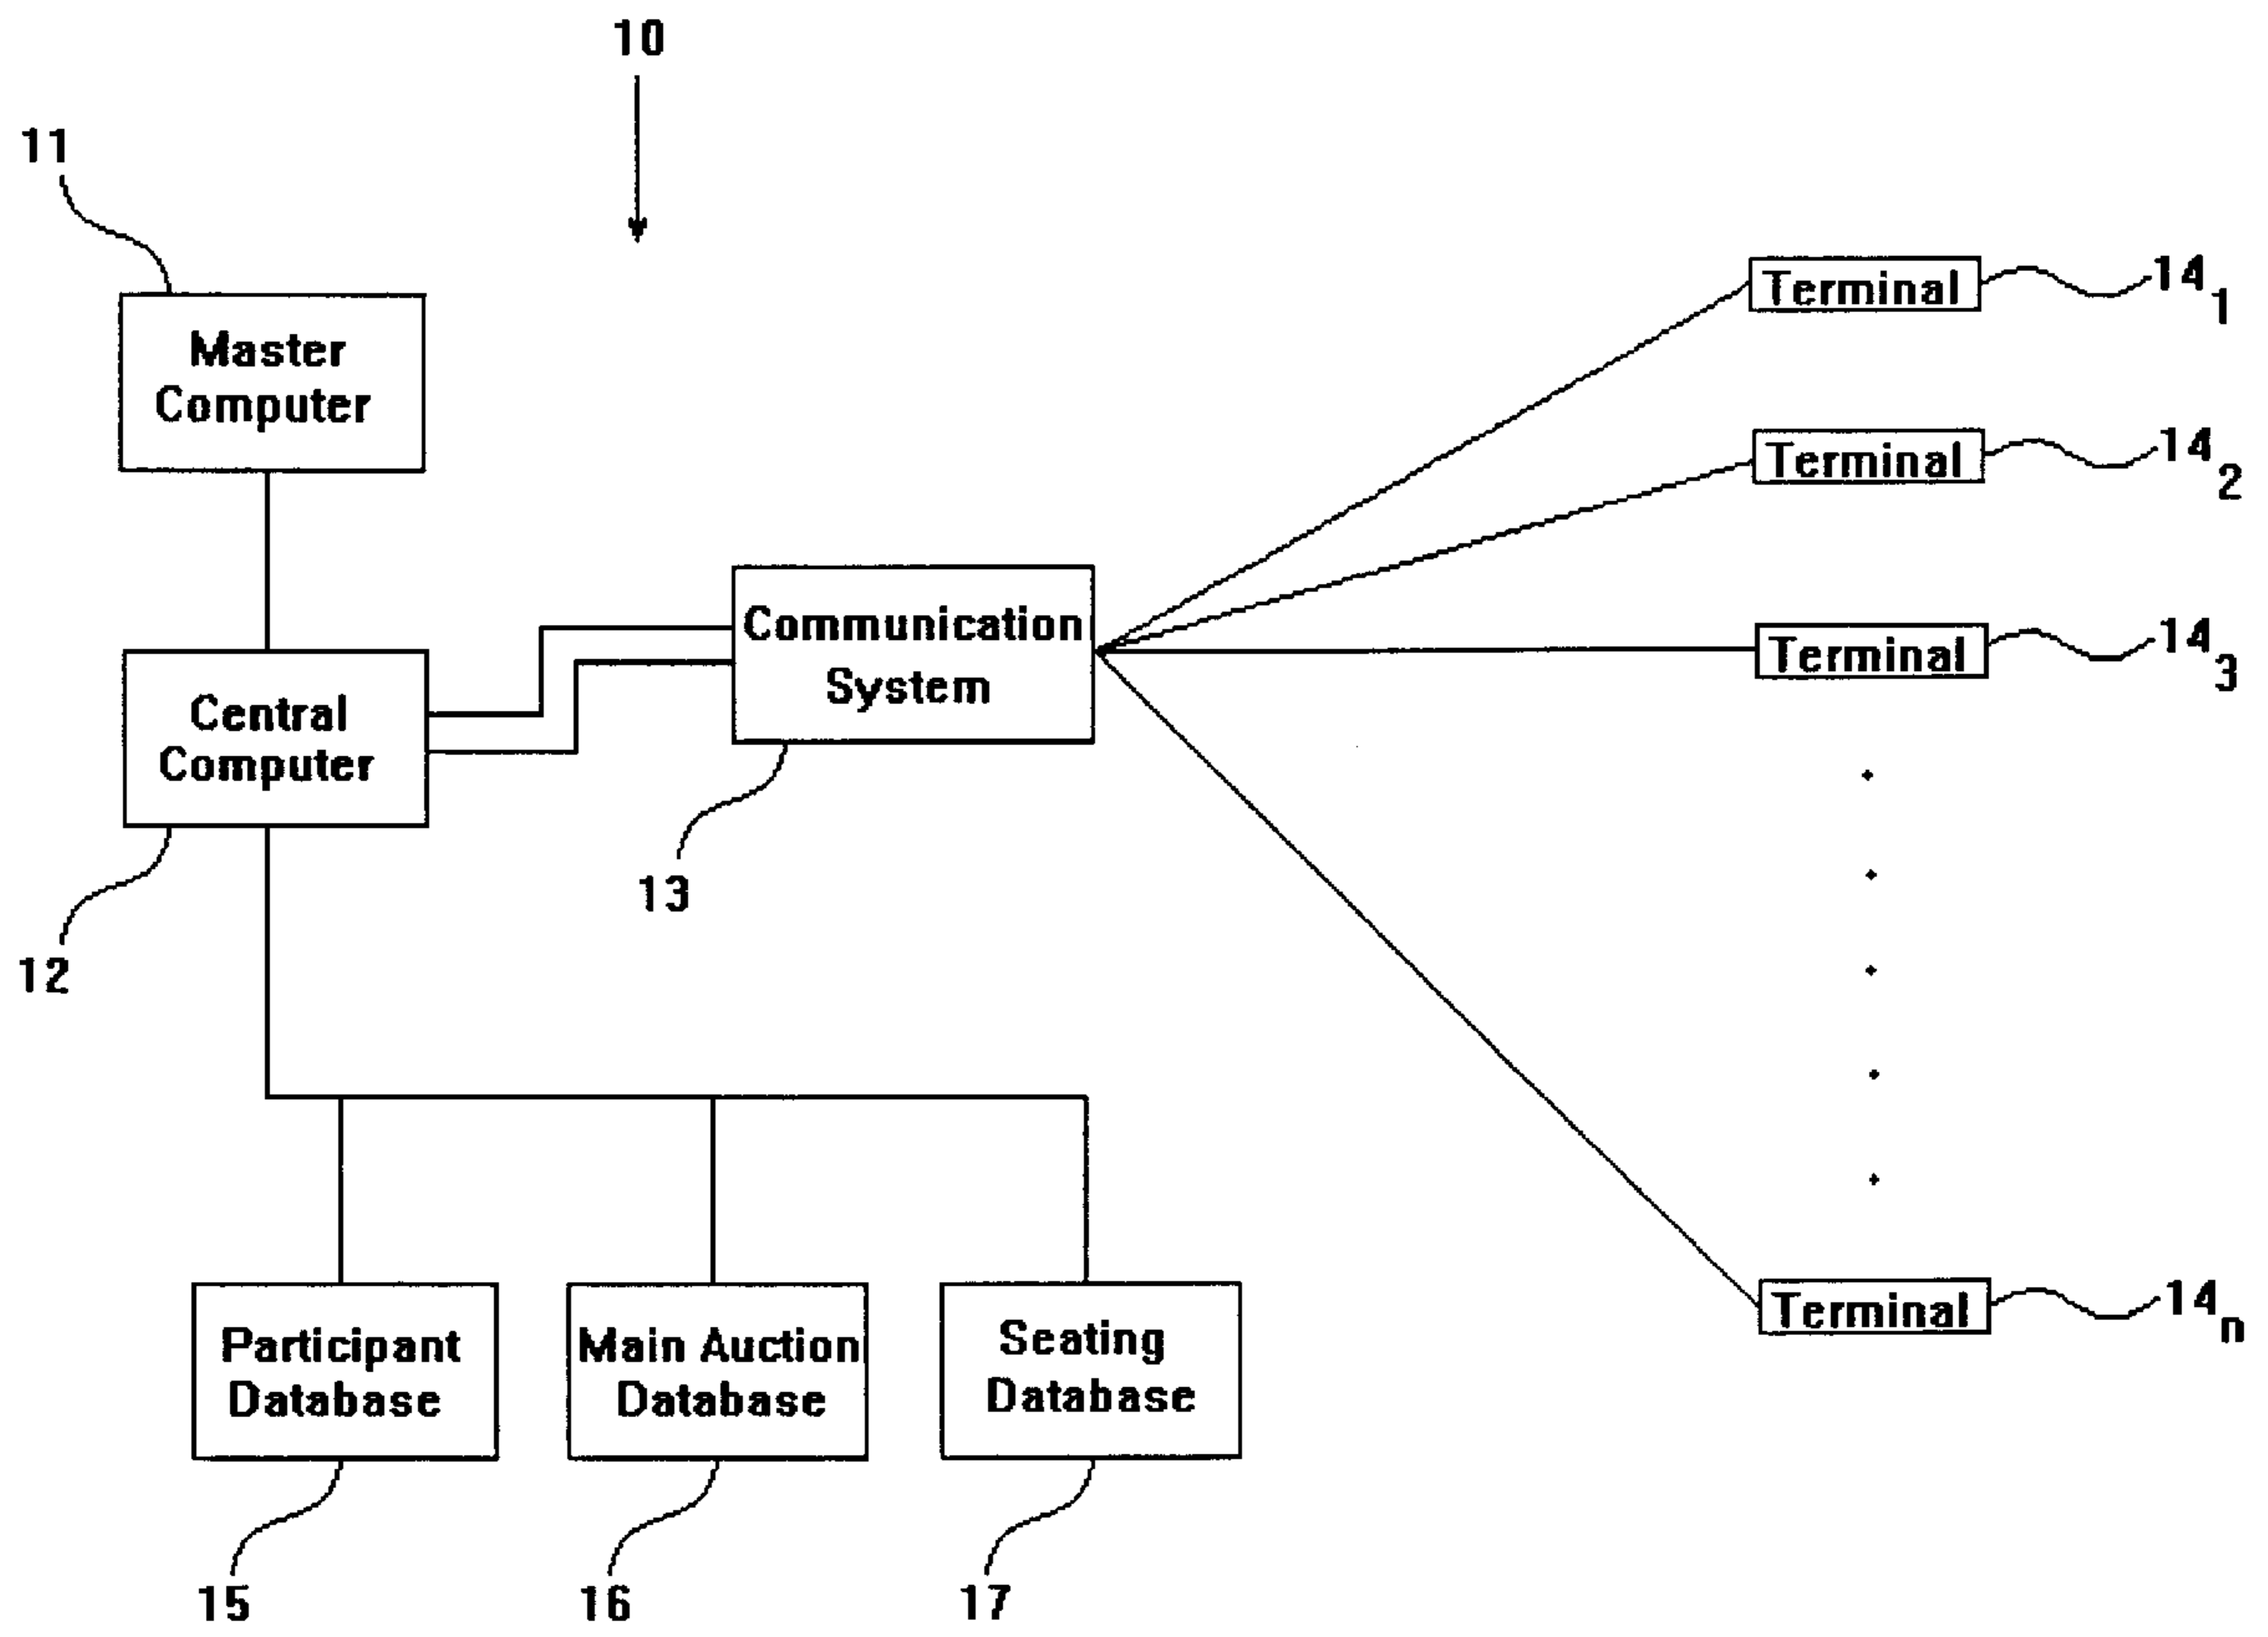 10
11
Master
Computer
Terminal
14 1
Terminal
14 2
Communication
System
Terminal
14 3
Central
Computer
13
12
Participant
Database
Main Auction
Database
Seating
Database
Terminal
14 n
15
16
17